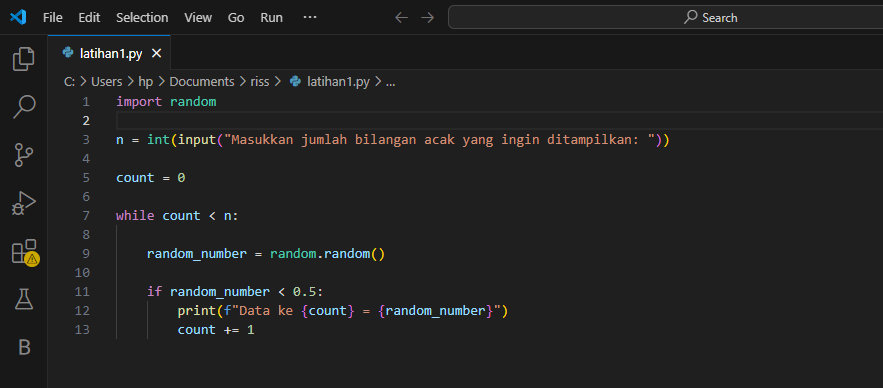 File Edit Selection View Go Run ··· Search
latihan1.py
C: > Users > hp > Documents > riss > latihan1.py > ...
1 import random
2
3 n = int(input("Masukkan jumlah bilangan acak yang ingin ditampilkan: "))
4
5 count = 0
6
7 while count < n:
8
9     random_number = random.random()
10
11     if random_number < 0.5:
12         print(f"Data ke {count} = {random_number}")
13         count += 1
B